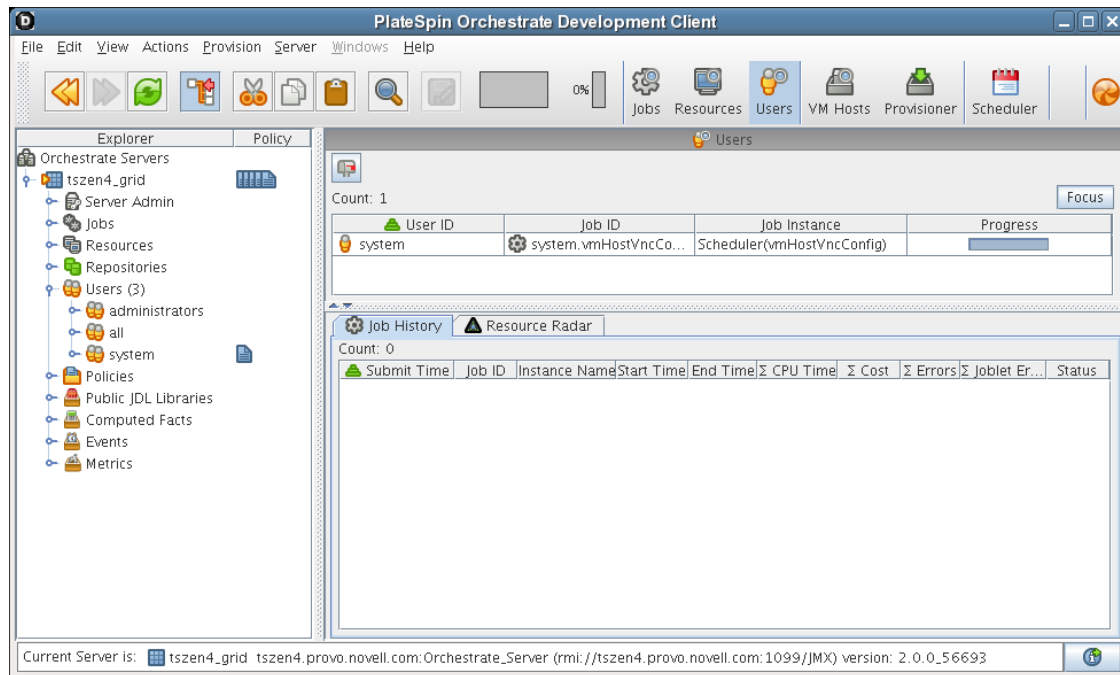 PlateSpin Orchestrate Development Client
File Edit View Actions Provision Server Windows Help
0%
Jobs Resources Users VM Hosts Provisioner Scheduler
Explorer Policy
Orchestrate Servers
tszen4_grid
Server Admin
Jobs
Resources
Repositories
Users (3)
administrators
all
system
Policies
Public JDL Libraries
Computed Facts
Events
Metrics
Users
Count: 1
Focus
User ID Job ID Job Instance Progress
system system.vmHostVncCo... Scheduler(vmHostVncConfig)
Job History Resource Radar
Count: 0
Submit Time Job ID Instance Name Start Time End Time Σ CPU Time Σ Cost Σ Errors Σ Joblet Er... Status
Current Server is: tszen4_grid tszen4.provo.novell.com:Orchestrate_Server (rmi://tszen4.provo.novell.com:1099/JMX) version: 2.0.0_56693